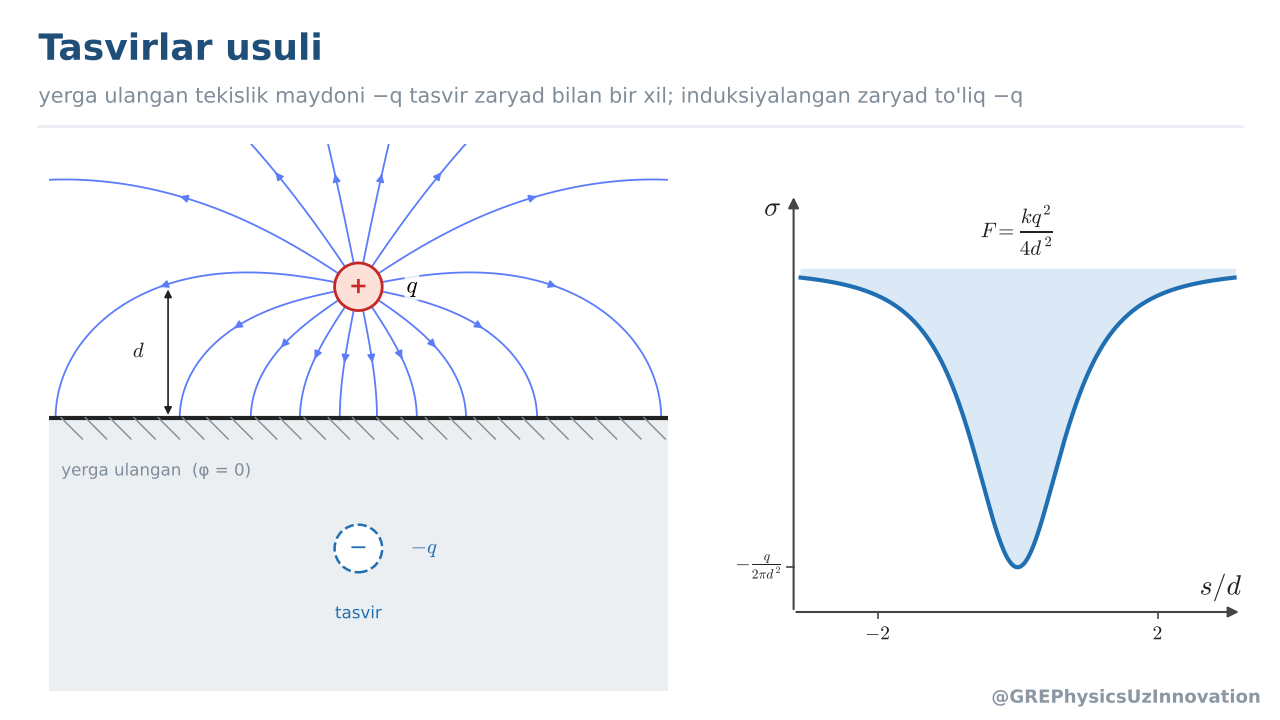 Tasvirlar usuli
yerga ulangan tekislik maydoni −q tasvir zaryad bilan bir xil; induksiyalangan zaryad to'liq −q
+
q
d
yerga ulangan (φ = 0)
−
−q
tasvir
σ
F = kq²/4d²
−q/2πd²
s/d
−2
2
@GREPhysicsUzInnovation